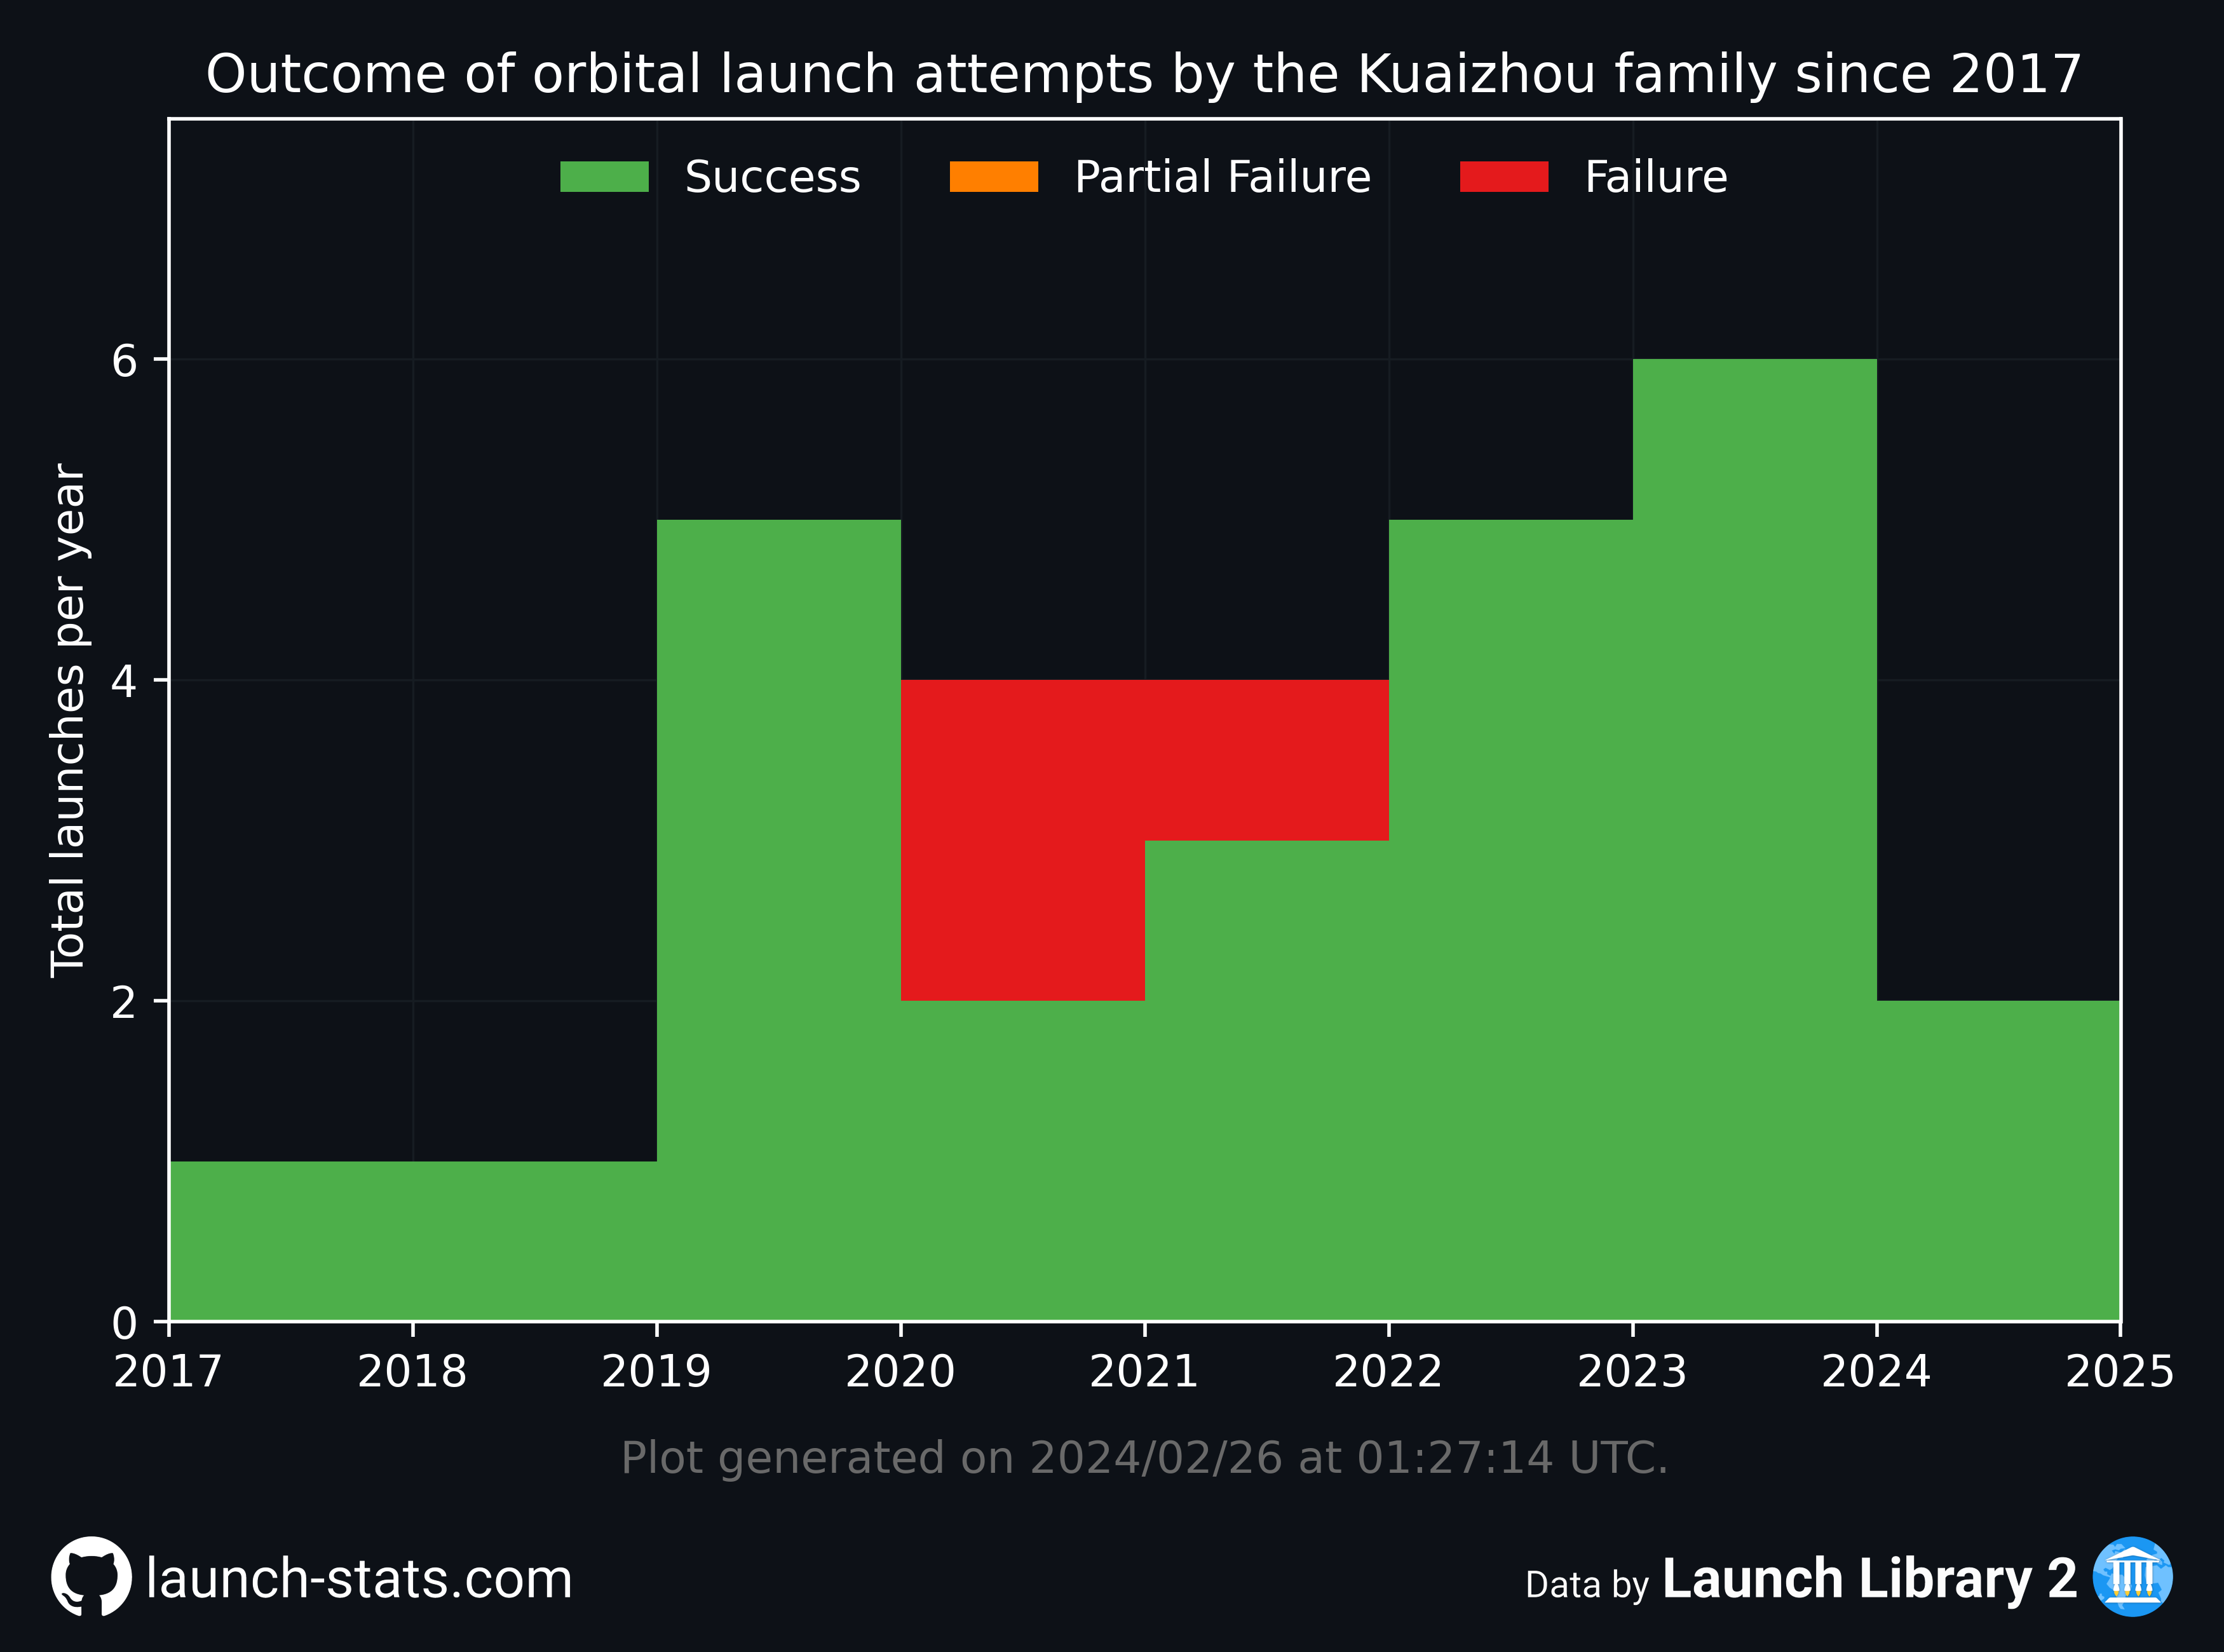 Outcome of orbital launch attempts by the Kuaizhou family since 2017
Success Partial Failure Failure
Total launches per year
6
4
2
0
2017 2018 2019 2020 2021 2022 2023 2024 2025
Plot generated on 2024/02/26 at 01:27:14 UTC.
launch-stats.com
Data by Launch Library 2